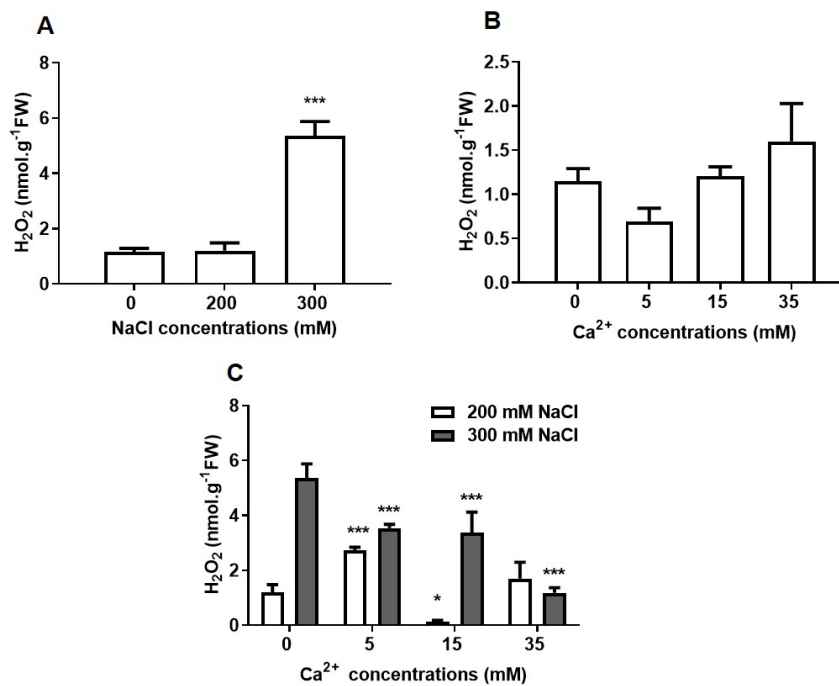 A
8
6
4
2
0
H₂O₂ (nmol.g⁻¹FW)
***
0 200 300
NaCl concentrations (mM)
B
2.5
2.0
1.5
1.0
0.5
0.0
H₂O₂ (nmol.g⁻¹FW)
0 5 15 35
Ca²⁺ concentrations (mM)
C
200 mM NaCl
300 mM NaCl
8
6
4
2
0
H₂O₂ (nmol.g⁻¹FW)
*** *** * *** ***
0 5 15 35
Ca²⁺ concentrations (mM)